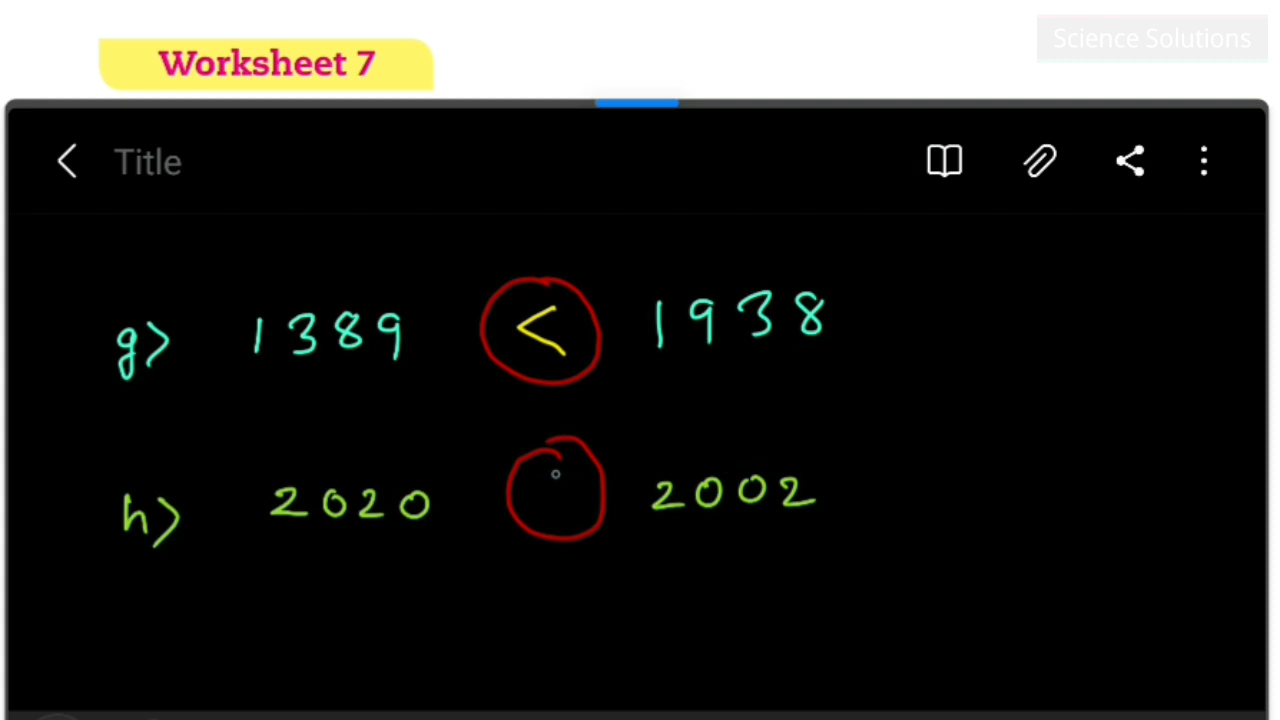 Science Solutions
Worksheet 7
Title
g> 1389 < 1938
h> 2020 2002